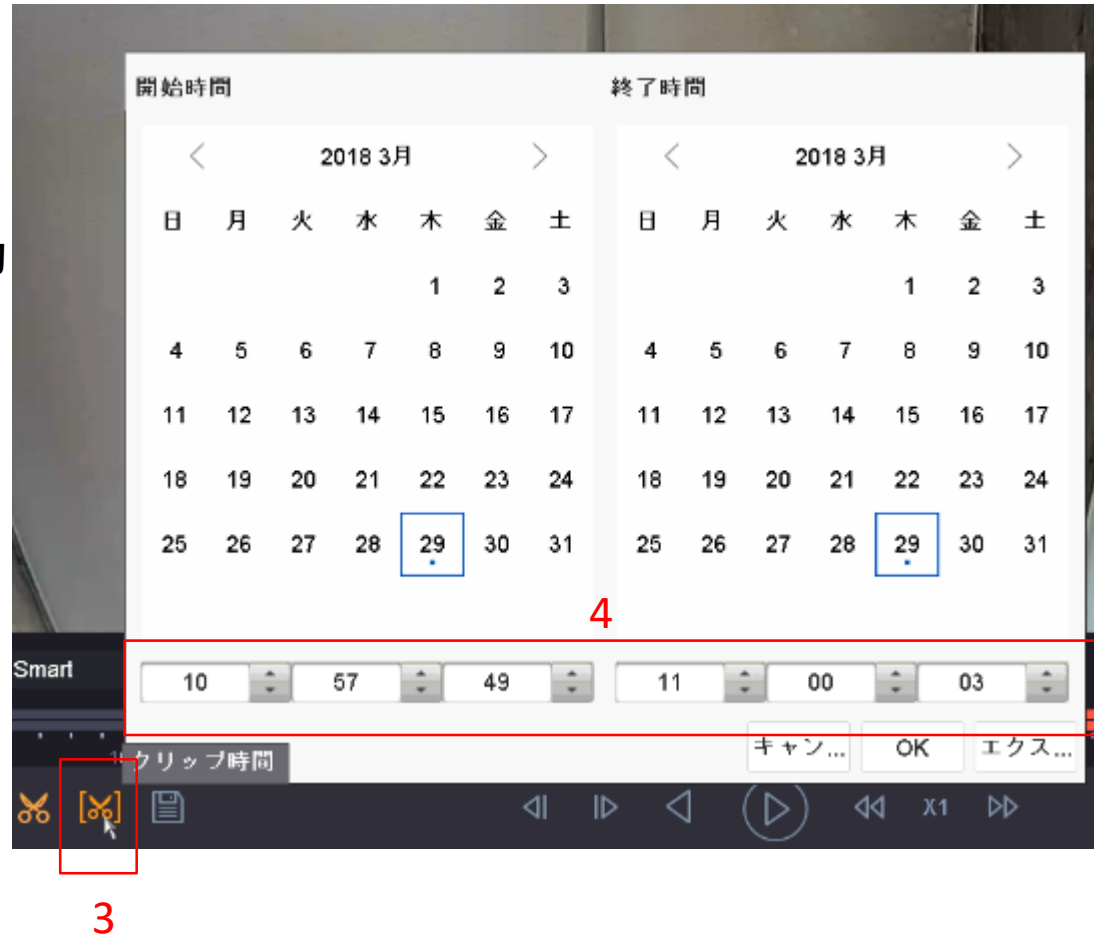 開始時間 終了時間
2018 3月 2018 3月
日 月 火 水 木 金 土 日 月 火 水 木 金 土
1 2 3 1 2 3
4 5 6 7 8 9 10 4 5 6 7 8 9 10
11 12 13 14 15 16 17 11 12 13 14 15 16 17
18 19 20 21 22 23 24 18 19 20 21 22 23 24
25 26 27 28 29 30 31 25 26 27 28 29 30 31
4
Smart
10 57 49 11 00 03
キャン... OK エクス...
クリップ時間
X1
3